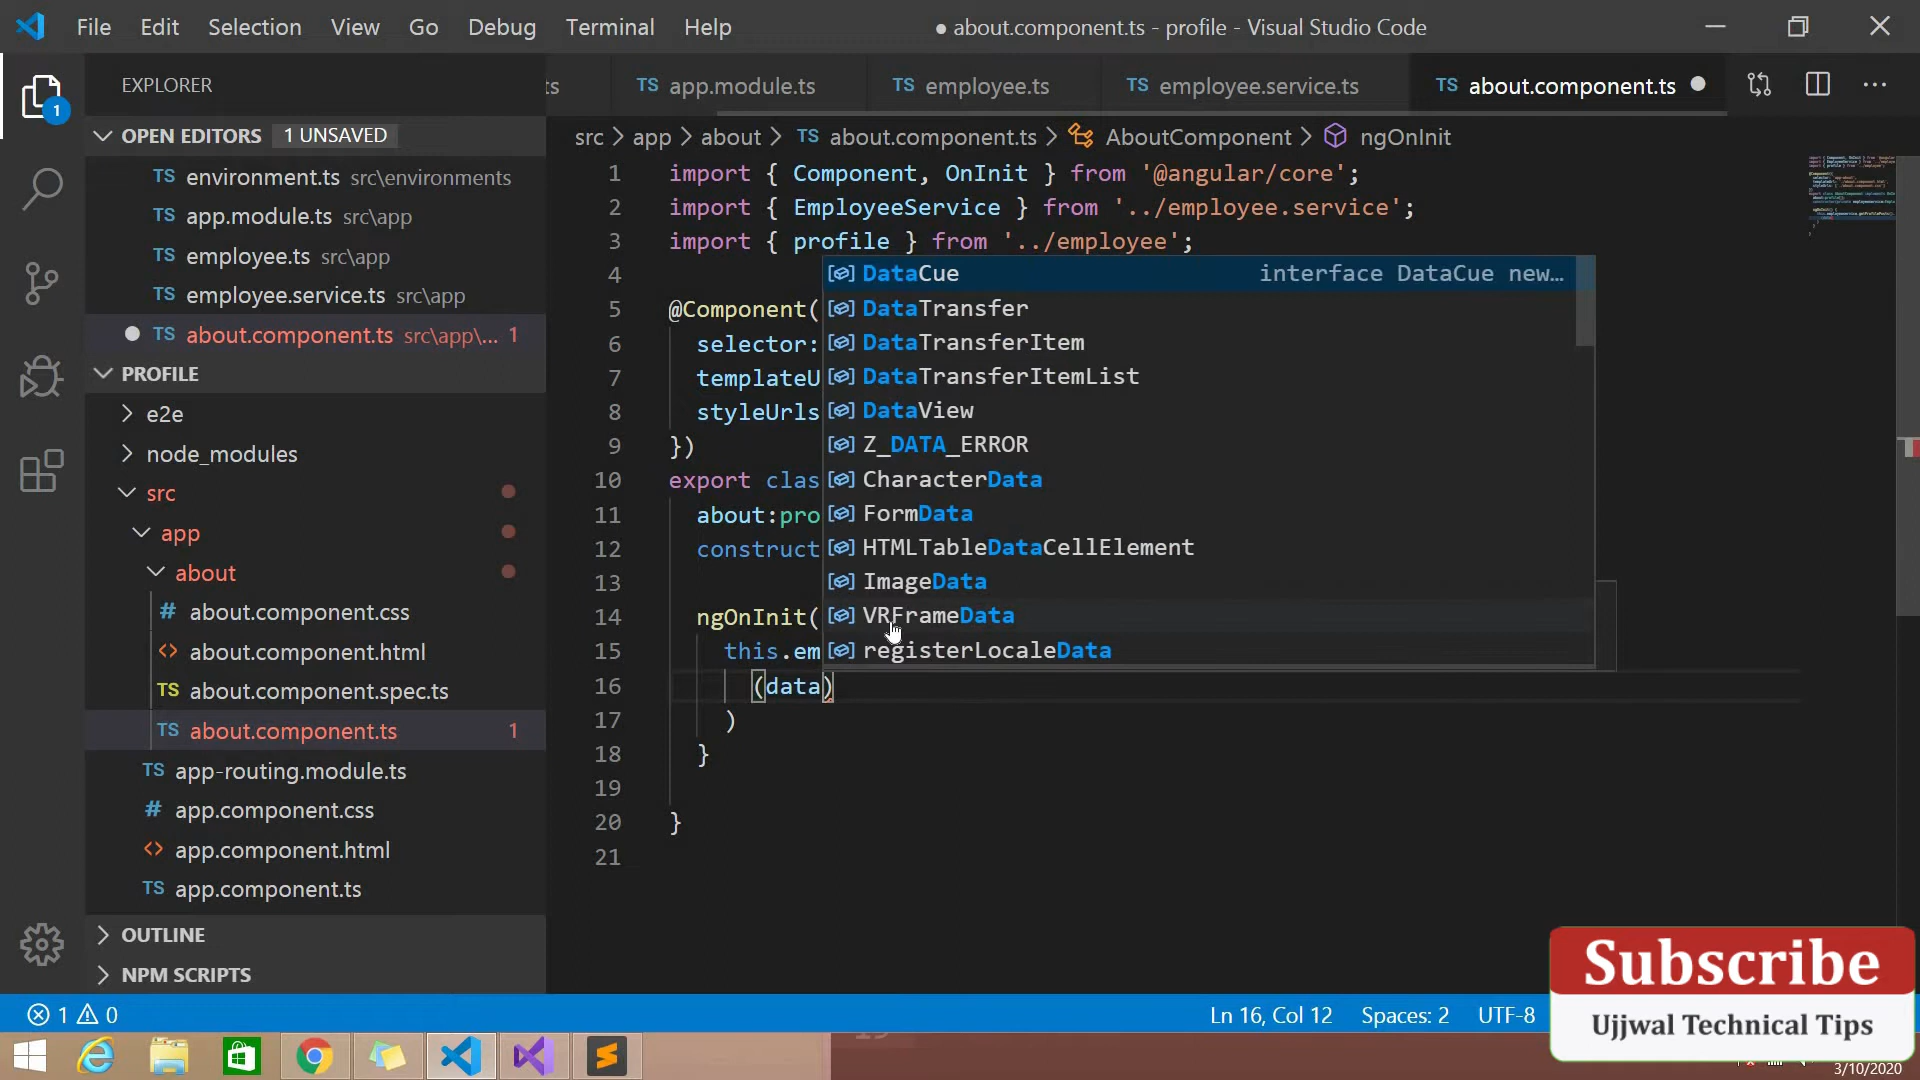 File Edit Selection View Go Debug Terminal Help
● about.component.ts - profile - Visual Studio Code
EXPLORER
ts
TS app.module.ts
TS employee.ts
TS employee.service.ts
TS about.component.ts
1
OPEN EDITORS 1 UNSAVED
src > app > about > TS about.component.ts > AboutComponent > ngOnInit
TS environment.ts src\environments
TS app.module.ts src\app
TS employee.ts src\app
TS employee.service.ts src\app
TS about.component.ts src\app\... 1
PROFILE
e2e
node_modules
src
app
about
# about.component.css
<> about.component.html
TS about.component.spec.ts
TS about.component.ts 1
TS app-routing.module.ts
# app.component.css
<> app.component.html
TS app.component.ts
OUTLINE
NPM SCRIPTS
1 import { Component, OnInit } from '@angular/core';
2 import { EmployeeService } from '../employee.service';
3 import { profile } from '../employee';
4
5 @Component(
6 selector:
7 templateU
8 styleUrls
9 })
10 export clas
11 about:pro
12 construct
13
14 ngOnInit(
15 this.em
16 (data)
17 )
18 }
19
20 }
21
DataCue interface DataCue new…
DataTransfer
DataTransferItem
DataTransferItemList
DataView
Z_DATA_ERROR
CharacterData
FormData
HTMLTableDataCellElement
ImageData
VRFrameData
registerLocaleData
1 0
Ln 16, Col 12 Spaces: 2 UTF-8
Subscribe
Ujjwal Technical Tips
3/10/2020